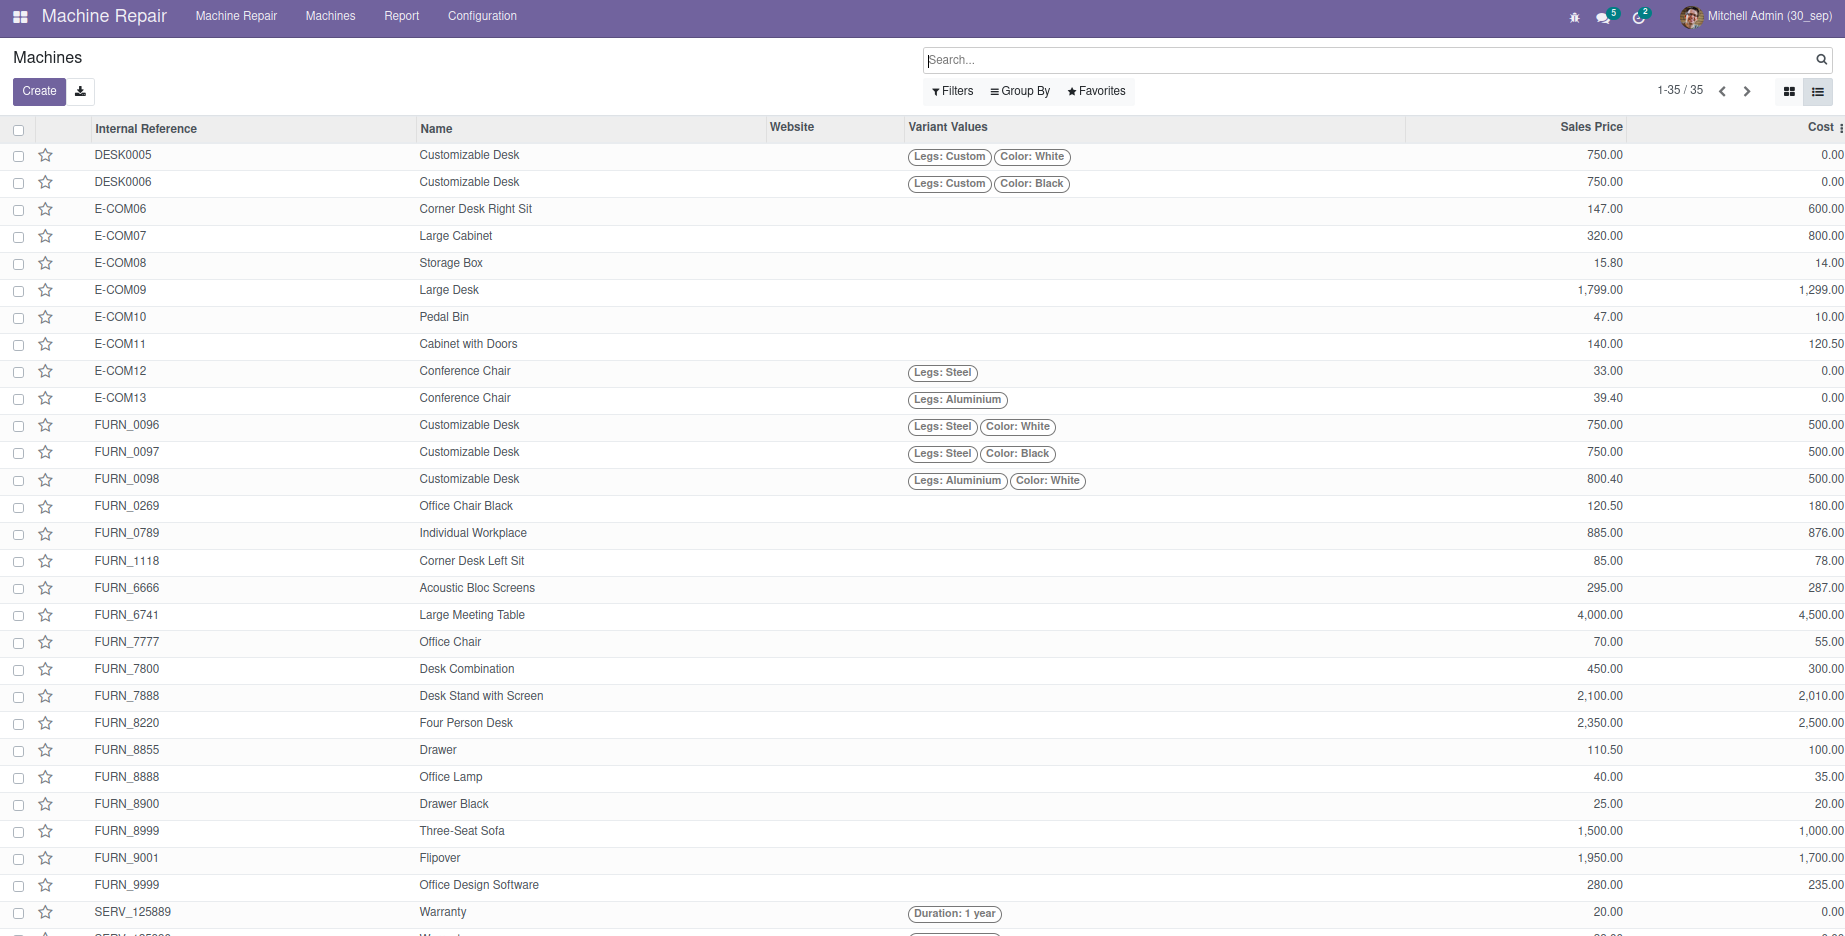 Machine Repair Machine Repair Machines Report Configuration 5 2 Mitchell Admin (30_sep)
Machines Search...
Create Filters Group By Favorites 1-35 / 35
Internal Reference Name Website Variant Values Sales Price Cost
DESK0005 Customizable Desk Legs: Custom Color: White 750.00 0.00
DESK0006 Customizable Desk Legs: Custom Color: Black 750.00 0.00
E-COM06 Corner Desk Right Sit 147.00 600.00
E-COM07 Large Cabinet 320.00 800.00
E-COM08 Storage Box 15.80 14.00
E-COM09 Large Desk 1,799.00 1,299.00
E-COM10 Pedal Bin 47.00 10.00
E-COM11 Cabinet with Doors 140.00 120.50
E-COM12 Conference Chair Legs: Steel 33.00 0.00
E-COM13 Conference Chair Legs: Aluminium 39.40 0.00
FURN_0096 Customizable Desk Legs: Steel Color: White 750.00 500.00
FURN_0097 Customizable Desk Legs: Steel Color: Black 750.00 500.00
FURN_0098 Customizable Desk Legs: Aluminium Color: White 800.40 500.00
FURN_0269 Office Chair Black 120.50 180.00
FURN_0789 Individual Workplace 885.00 876.00
FURN_1118 Corner Desk Left Sit 85.00 78.00
FURN_6666 Acoustic Bloc Screens 295.00 287.00
FURN_6741 Large Meeting Table 4,000.00 4,500.00
FURN_7777 Office Chair 70.00 55.00
FURN_7800 Desk Combination 450.00 300.00
FURN_7888 Desk Stand with Screen 2,100.00 2,010.00
FURN_8220 Four Person Desk 2,350.00 2,500.00
FURN_8855 Drawer 110.50 100.00
FURN_8888 Office Lamp 40.00 35.00
FURN_8900 Drawer Black 25.00 20.00
FURN_8999 Three-Seat Sofa 1,500.00 1,000.00
FURN_9001 Flipover 1,950.00 1,700.00
FURN_9999 Office Design Software 280.00 235.00
SERV_125889 Warranty Duration: 1 year 20.00 0.00